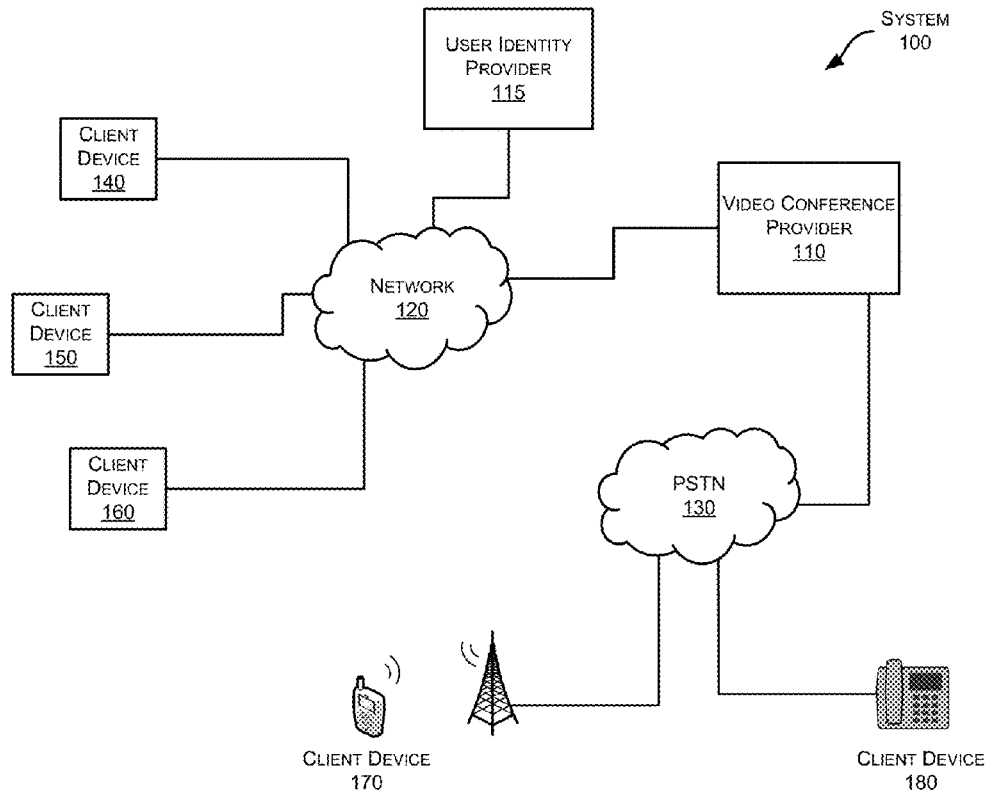 SYSTEM
100
USER IDENTITY
PROVIDER
115
CLIENT
DEVICE
140
VIDEO CONFERENCE
PROVIDER
110
NETWORK
120
CLIENT
DEVICE
150
CLIENT
DEVICE
160
PSTN
130
CLIENT DEVICE
170
CLIENT DEVICE
180